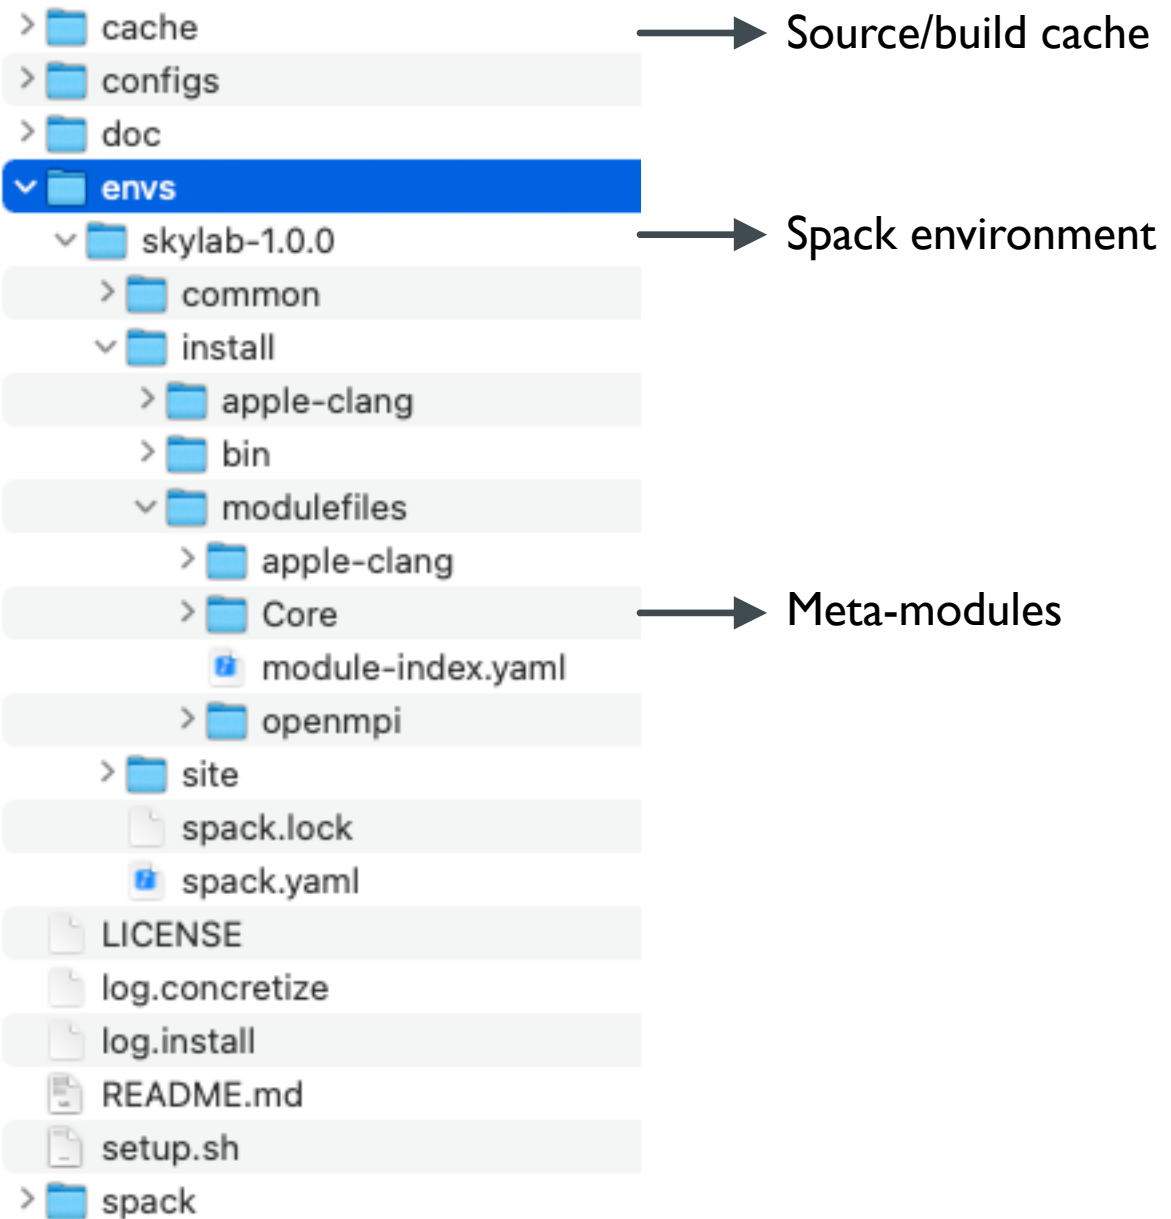 cache
Source/build cache
configs
doc
envs
skylab-1.0.0
Spack environment
common
install
apple-clang
bin
modulefiles
apple-clang
Core
Meta-modules
module-index.yaml
openmpi
site
spack.lock
spack.yaml
LICENSE
log.concretize
log.install
README.md
setup.sh
spack